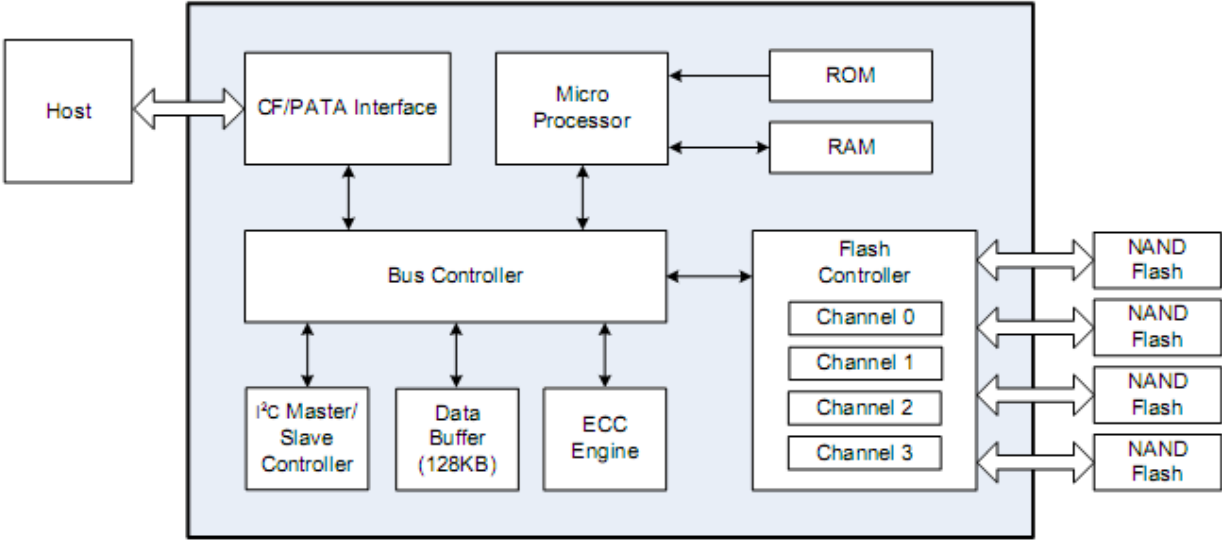 Host
CF/PATA Interface
Micro
Processor
ROM
RAM
Bus Controller
Flash
Controller
Channel 0
Channel 1
Channel 2
Channel 3
NAND
Flash
NAND
Flash
NAND
Flash
NAND
Flash
I²C Master/
Slave
Controller
Data
Buffer
(128KB)
ECC
Engine